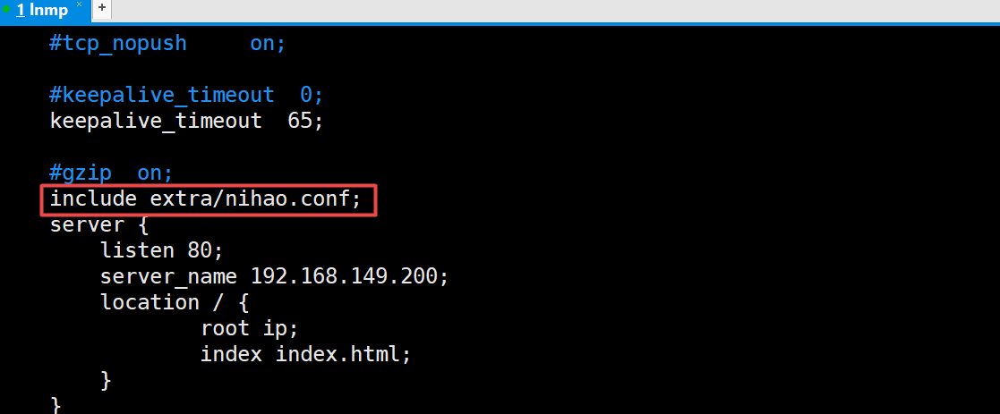 1 lnmp × +
#tcp_nopush     on;
#keepalive_timeout  0;
keepalive_timeout  65;
#gzip  on;
include extra/nihao.conf;
server {
    listen 80;
    server_name 192.168.149.200;
    location / {
            root ip;
            index index.html;
    }
}